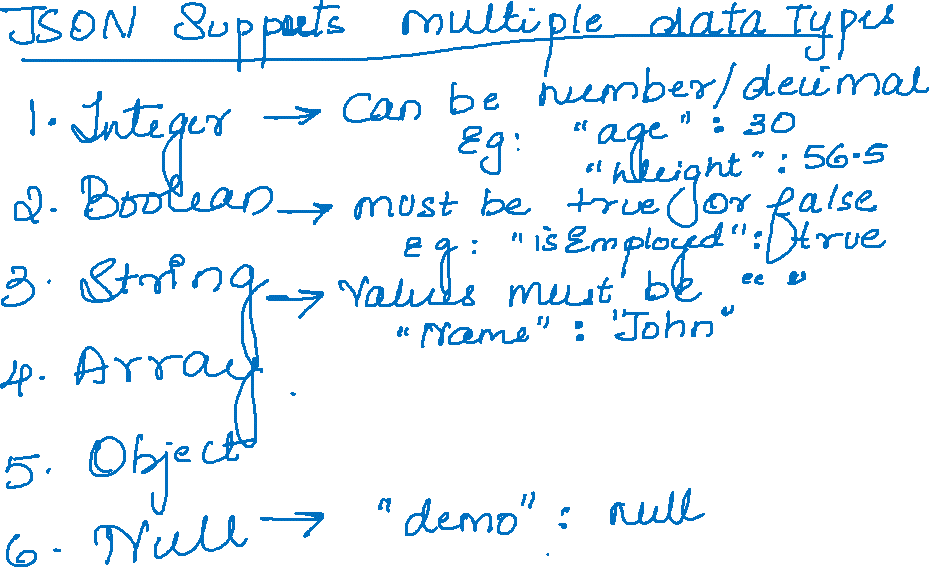 JSON Supports multiple data Types
1. Integer → Can be number/decimal
Eg: "age" : 30
"height" : 56.5
2. Boolean → must be true (or false
Eg: "isEmployed" : true
3. String → Values must be " "
"Name" : "John"
4. Array
5. Object
6. Null → "demo" : null